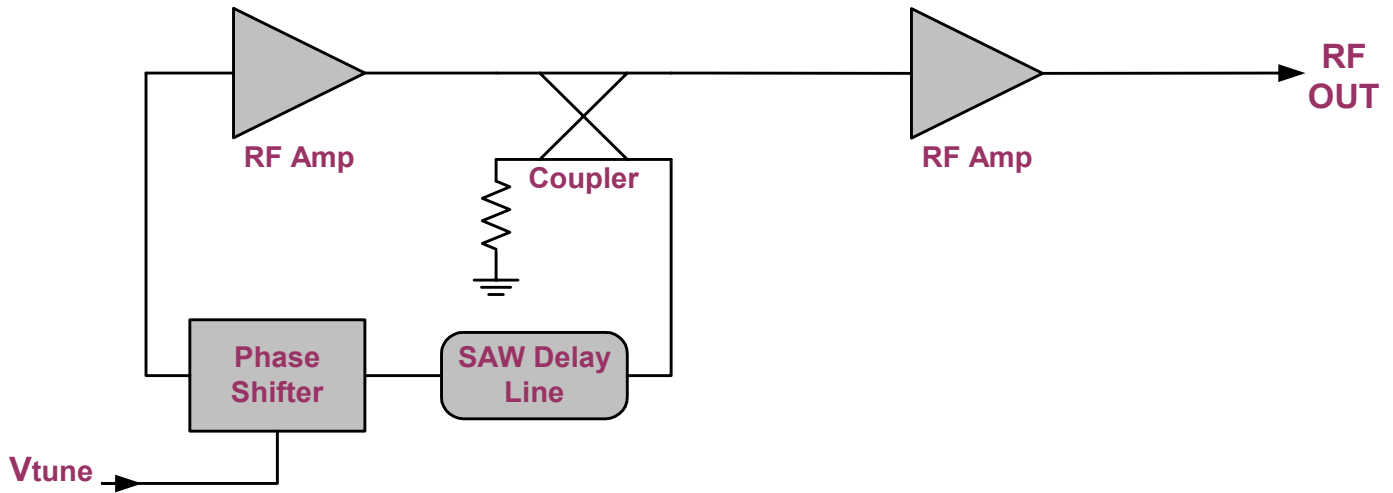 RF Amp
Coupler
RF Amp
RF
OUT
Phase
Shifter
SAW Delay
Line
Vtune